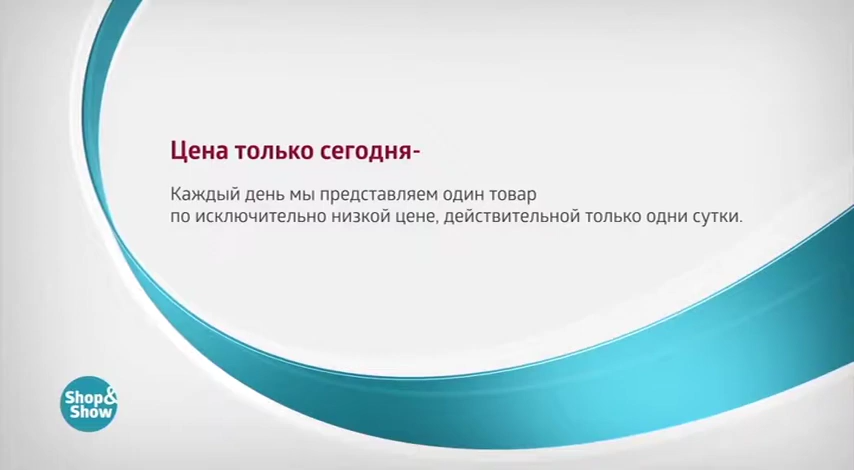 Цена только сегодня-
Каждый день мы представляем один товар
по исключительно низкой цене, действительной только одни сутки.
Shop&
Show